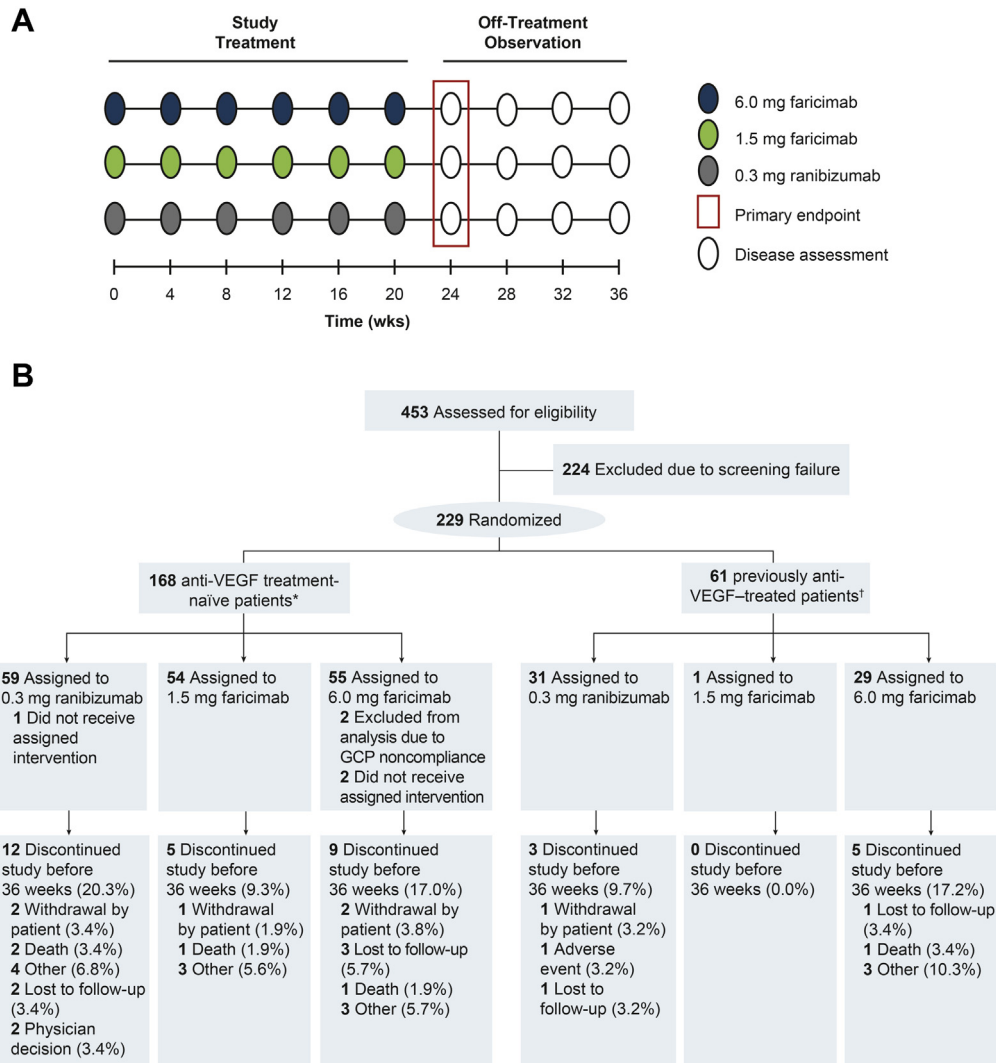 A
Study
Treatment
Off-Treatment
Observation
6.0 mg faricimab
1.5 mg faricimab
0.3 mg ranibizumab
Primary endpoint
Disease assessment
0 4 8 12 16 20 24 28 32 36
Time (wks)
B
453 Assessed for eligibility
224 Excluded due to screening failure
229 Randomized
168 anti-VEGF treatment-
naïve patients*
61 previously anti-
VEGF–treated patients†
59 Assigned to
0.3 mg ranibizumab
1 Did not receive
assigned
intervention
54 Assigned to
1.5 mg faricimab
55 Assigned to
6.0 mg faricimab
2 Excluded from
analysis due to
GCP noncompliance
2 Did not receive
assigned intervention
31 Assigned to
0.3 mg ranibizumab
1 Assigned to
1.5 mg faricimab
29 Assigned to
6.0 mg faricimab
12 Discontinued
study before
36 weeks (20.3%)
2 Withdrawal by
patient (3.4%)
2 Death (3.4%)
4 Other (6.8%)
2 Lost to follow-up
(3.4%)
2 Physician
decision (3.4%)
5 Discontinued
study before
36 weeks (9.3%)
1 Withdrawal
by patient (1.9%)
1 Death (1.9%)
3 Other (5.6%)
9 Discontinued
study before
36 weeks (17.0%)
2 Withdrawal by
patient (3.8%)
3 Lost to follow-up
(5.7%)
1 Death (1.9%)
3 Other (5.7%)
3 Discontinued
study before
36 weeks (9.7%)
1 Withdrawal
by patient (3.2%)
1 Adverse
event (3.2%)
1 Lost to
follow-up (3.2%)
0 Discontinued
study before
36 weeks (0.0%)
5 Discontinued
study before
36 weeks (17.2%)
1 Lost to follow-up
(3.4%)
1 Death (3.4%)
3 Other (10.3%)